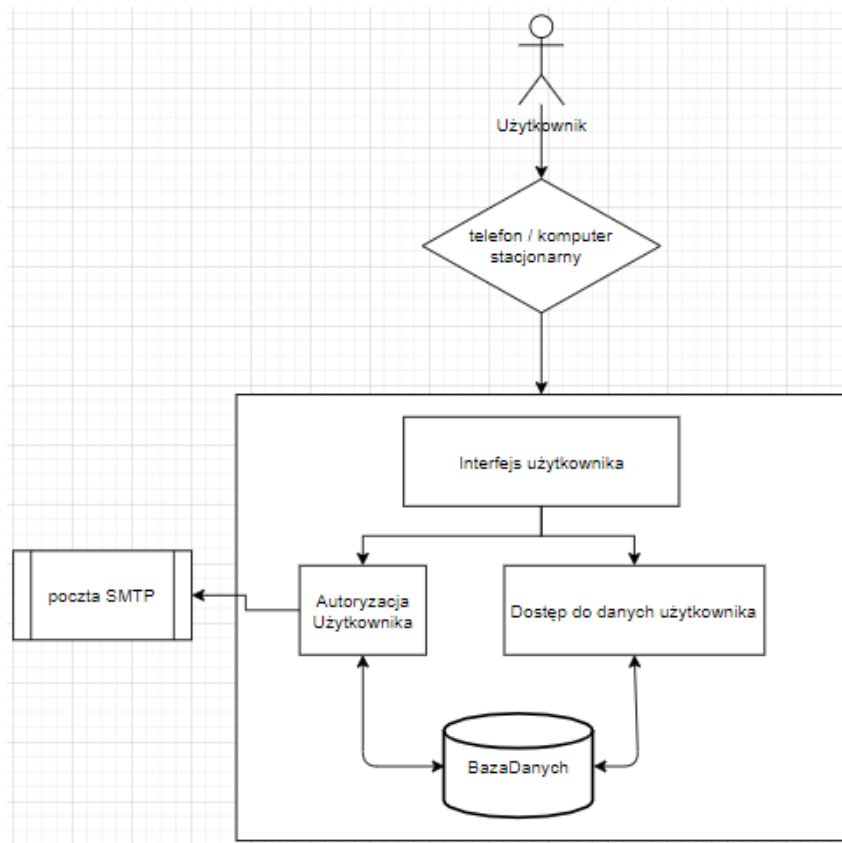 Użytkownik
telefon / komputer
stacjonarny
Interfejs użytkownika
poczta SMTP
Autoryzacja
Użytkownika
Dostęp do danych użytkownika
BazaDanych